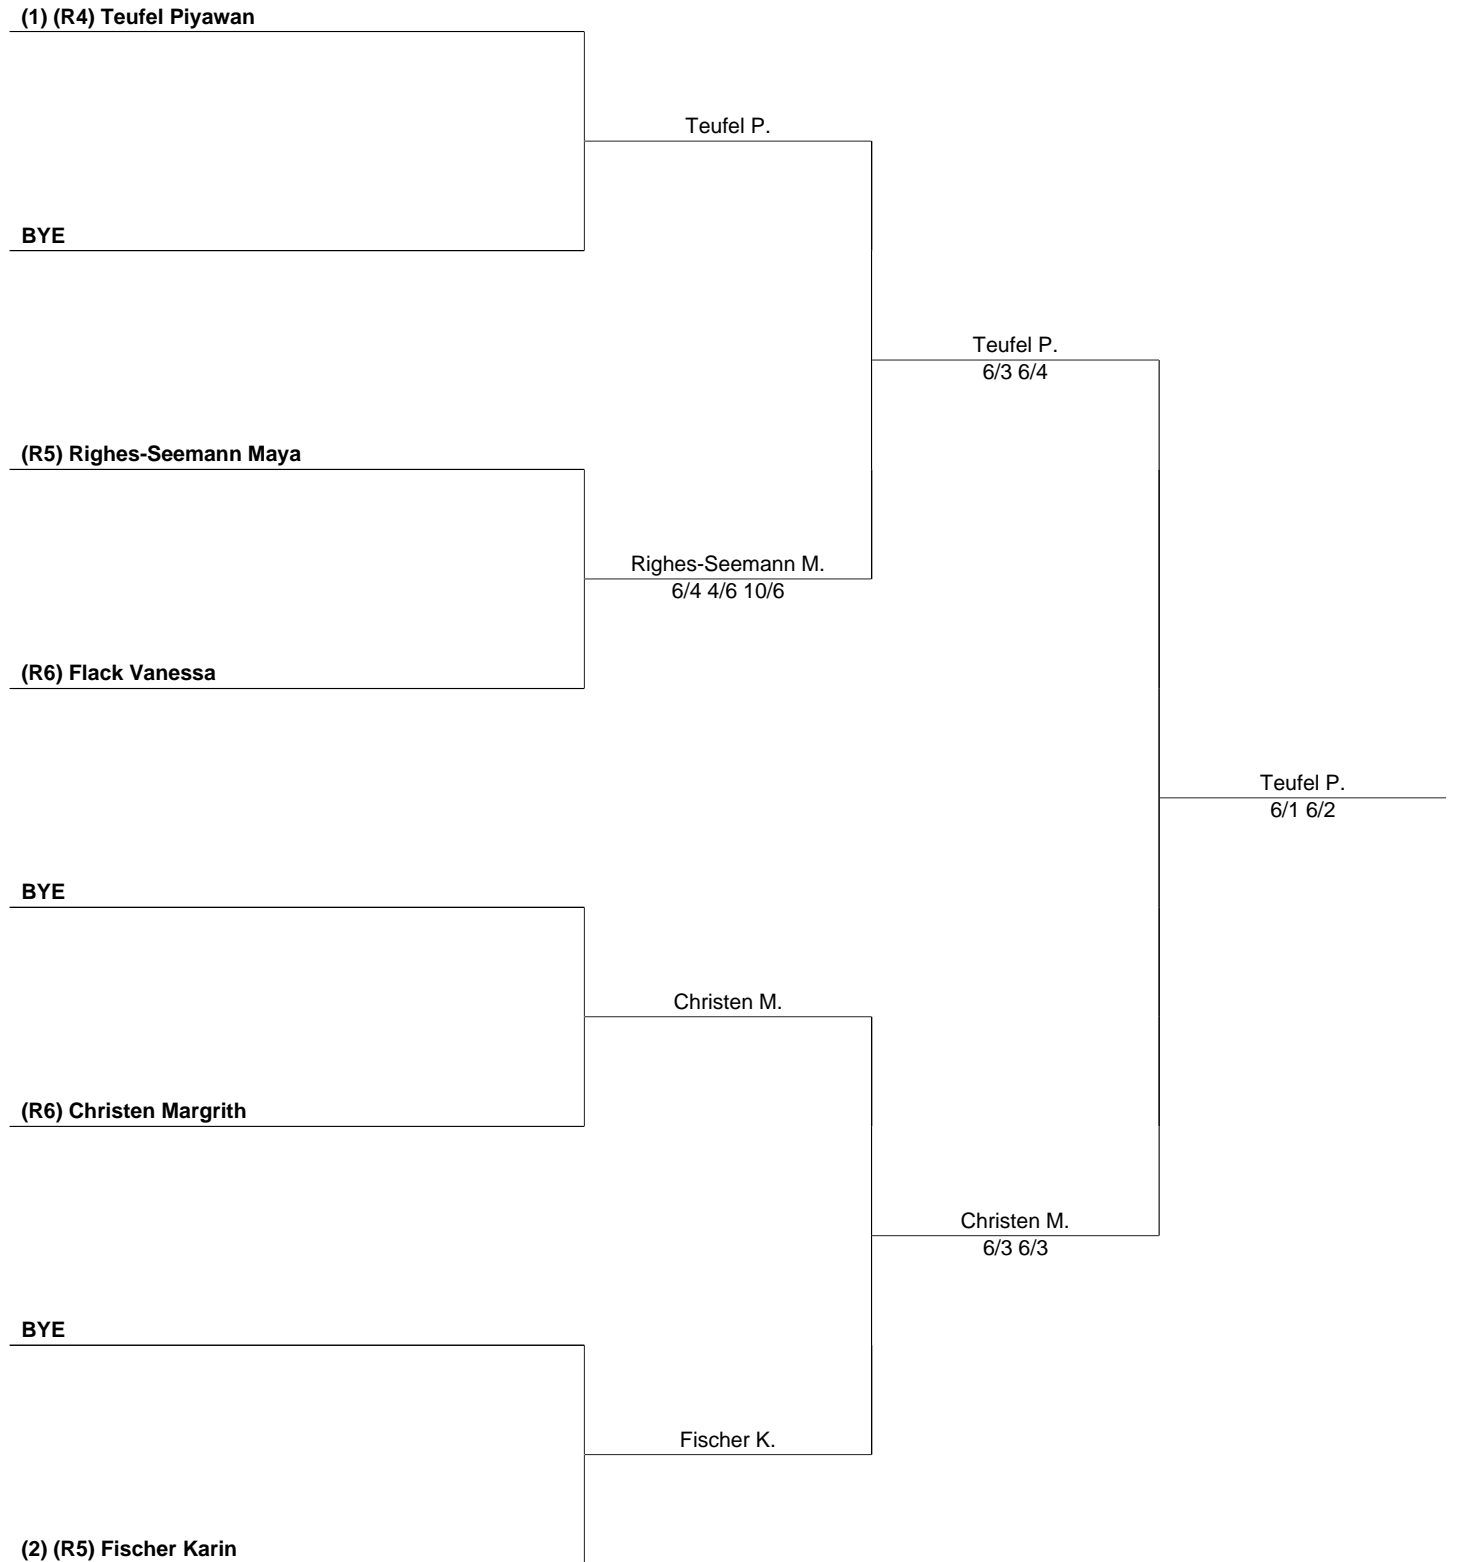 (1) (R4) Teufel Piyawan
Teufel P.
BYE
Teufel P.
6/3 6/4
(R5) Righes-Seemann Maya
Righes-Seemann M.
6/4 4/6 10/6
(R6) Flack Vanessa
Teufel P.
6/1 6/2
BYE
Christen M.
(R6) Christen Margrith
Christen M.
6/3 6/3
BYE
Fischer K.
(2) (R5) Fischer Karin